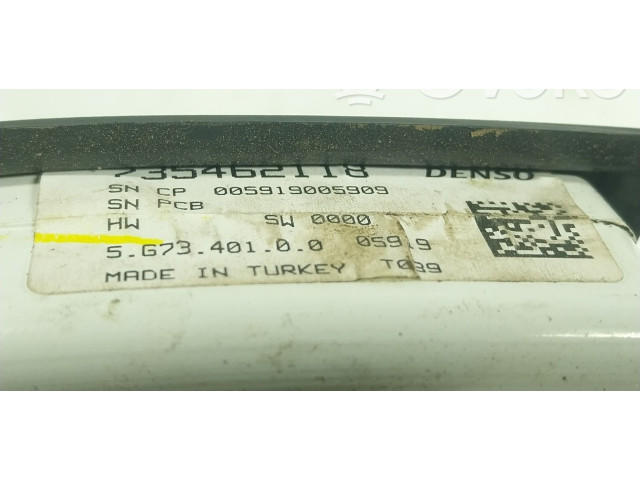 735462118 DENSO
SN CP 005919005909
SN PCB
HW SW 0000
5.G73.401.0.0 059.9
MADE IN TURKEY